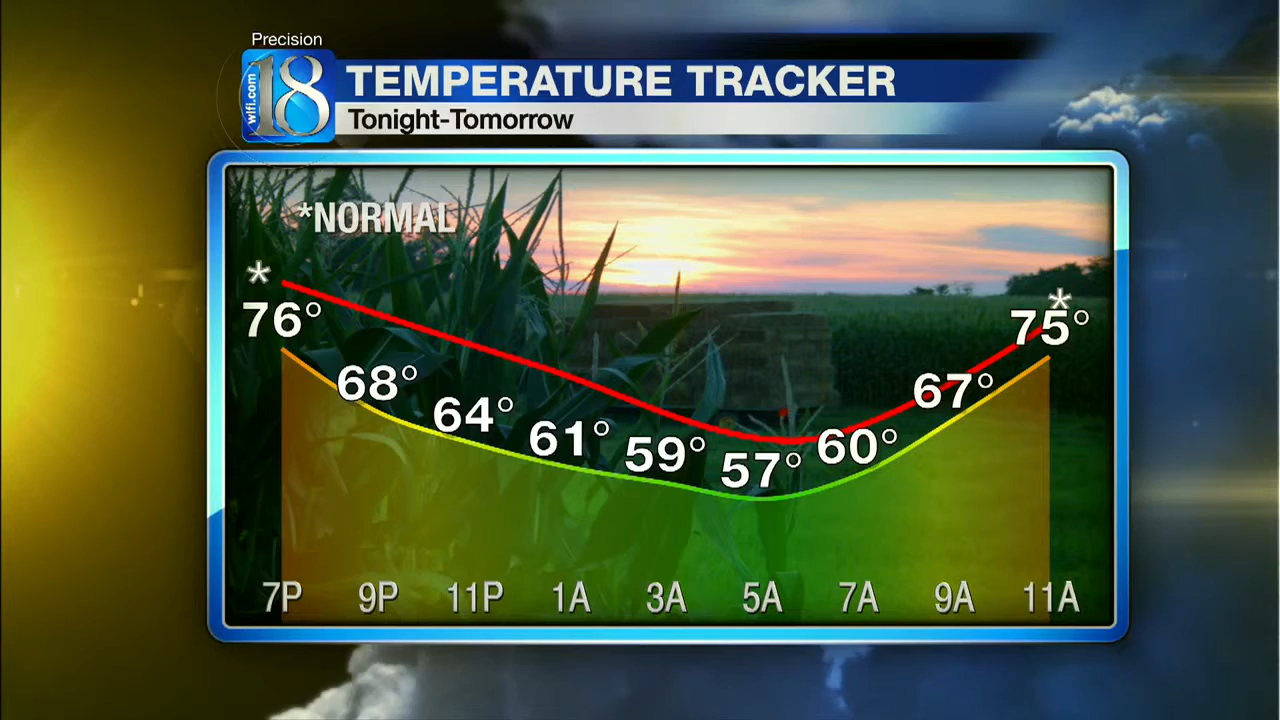 Precision
wlfi.com
18
TEMPERATURE TRACKER
Tonight-Tomorrow
*NORMAL
*
*
76° 68° 64° 61° 59° 57° 60° 67° 75°
7P 9P 11P 1A 3A 5A 7A 9A 11A